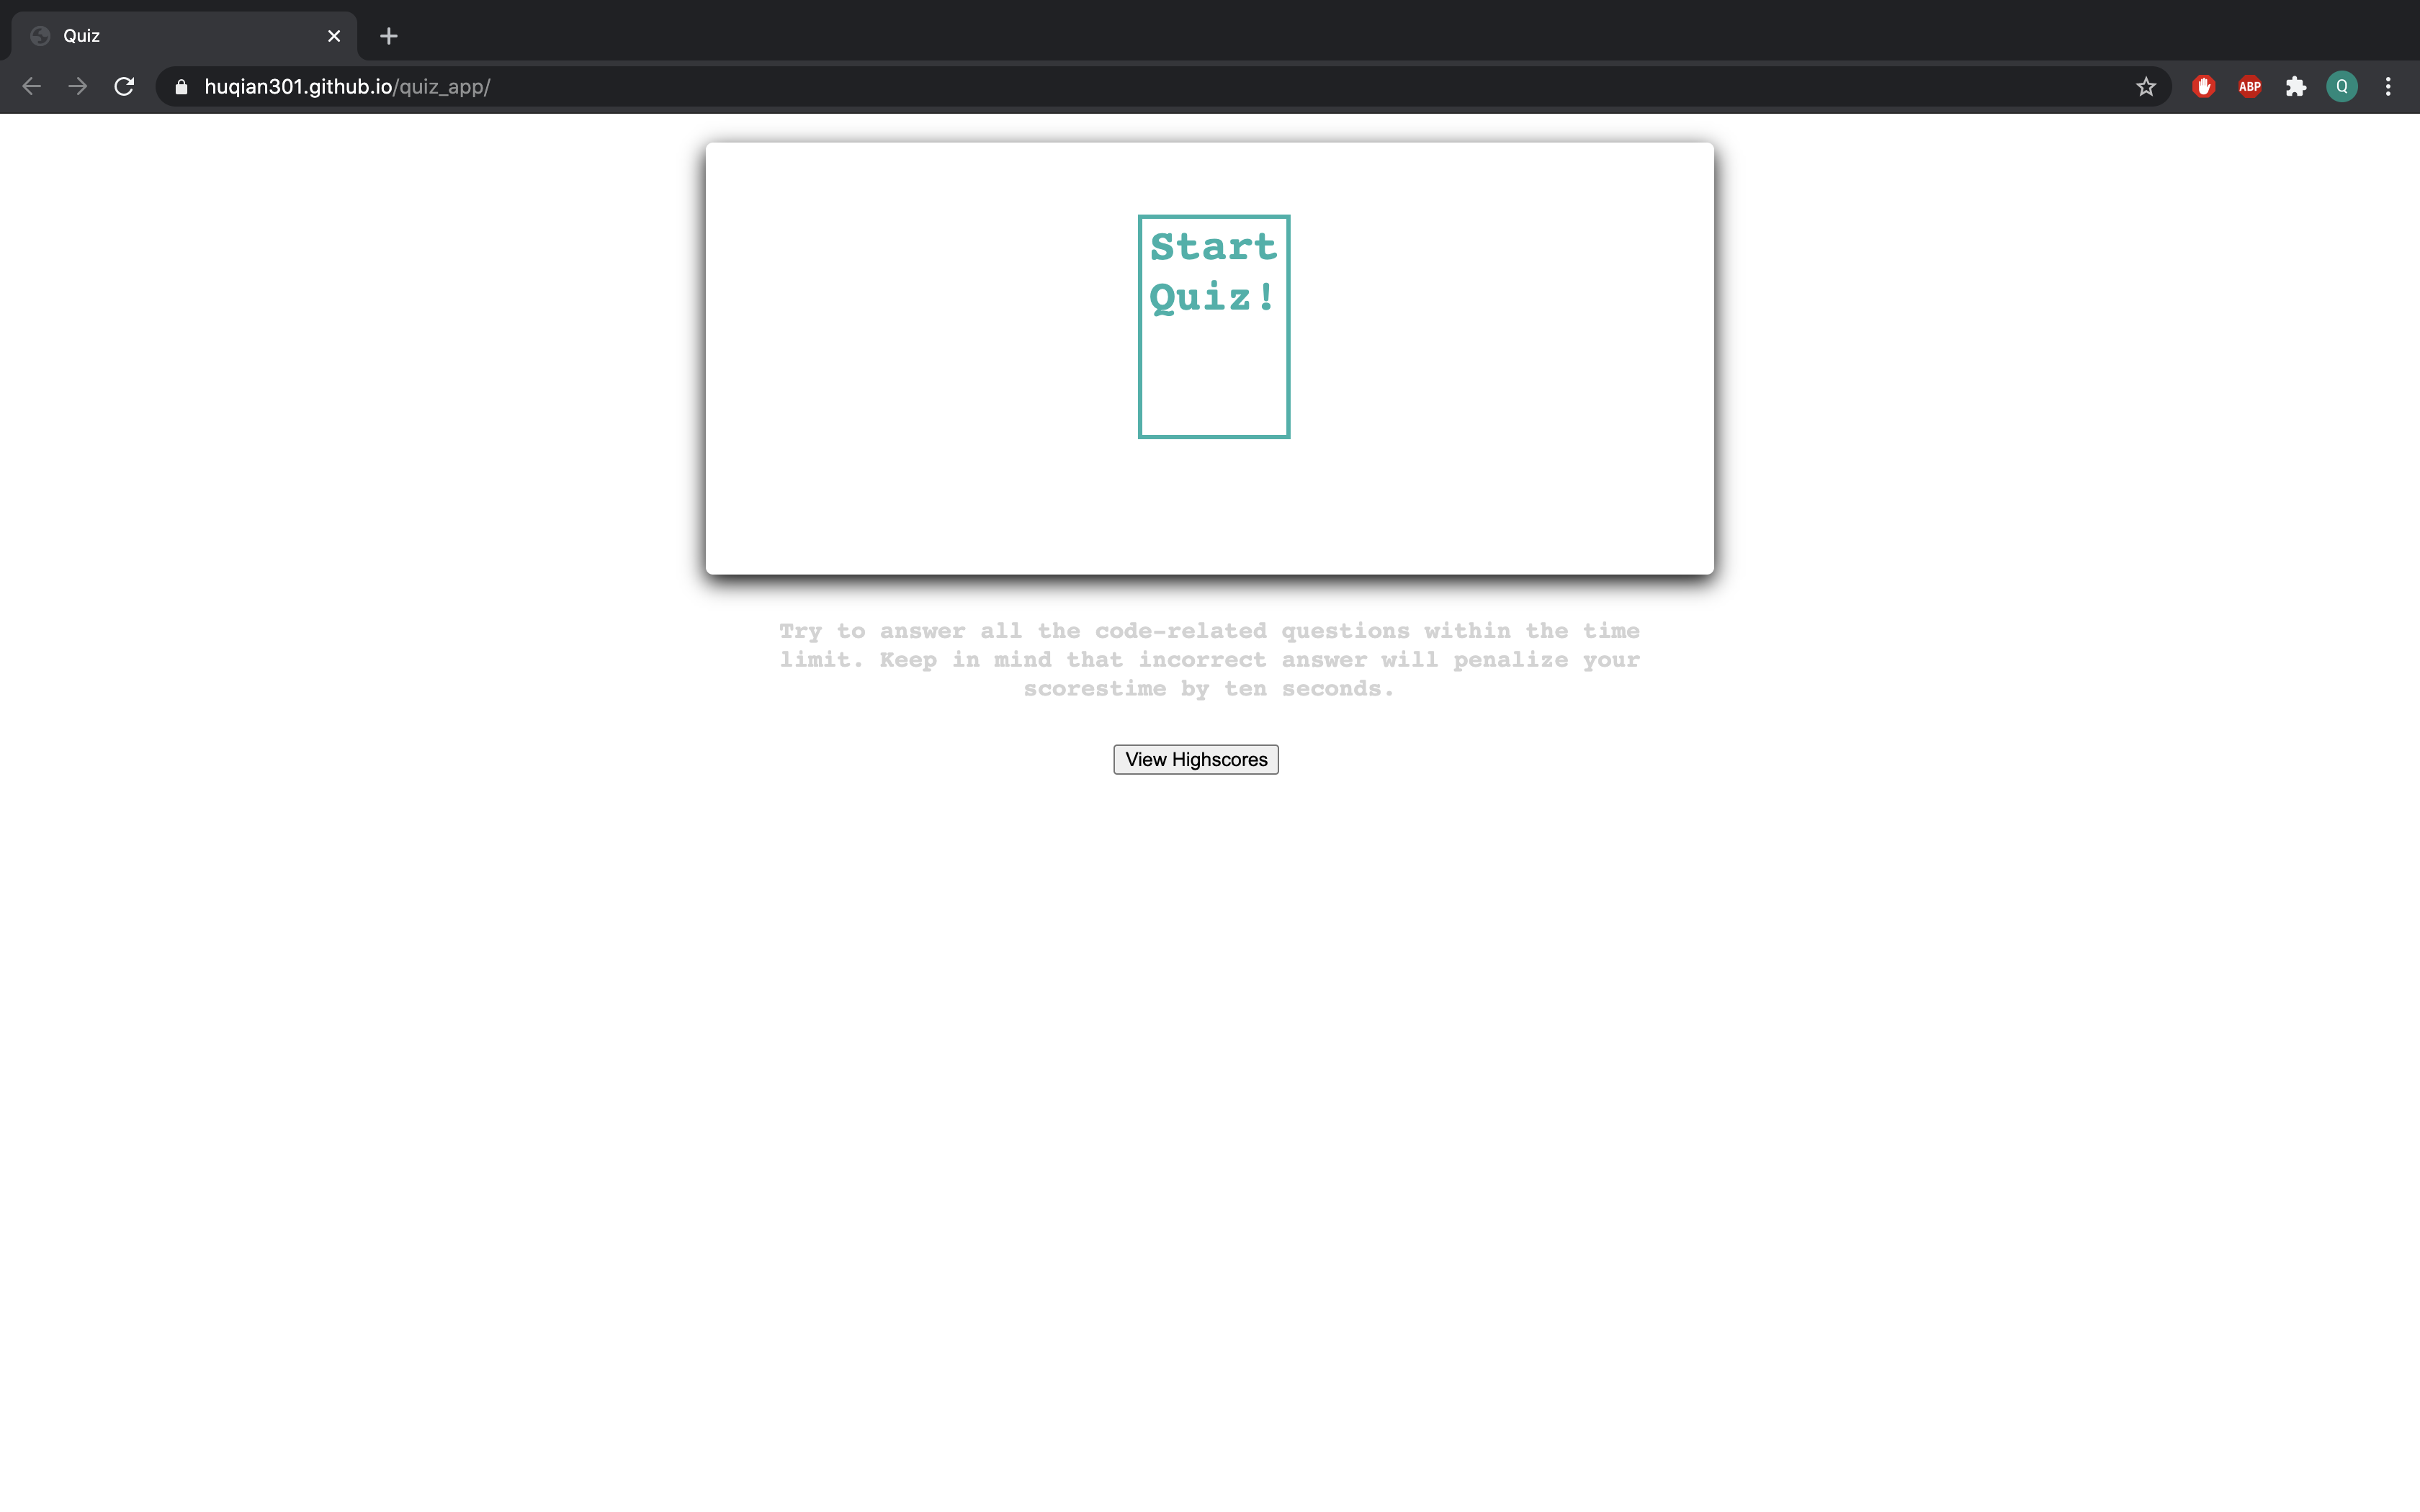 Quiz
huqian301.github.io/quiz_app/
ABP
Q
Start
Quiz!
Try to answer all the code-related questions within the time
limit. Keep in mind that incorrect answer will penalize your
scorestime by ten seconds.
View Highscores